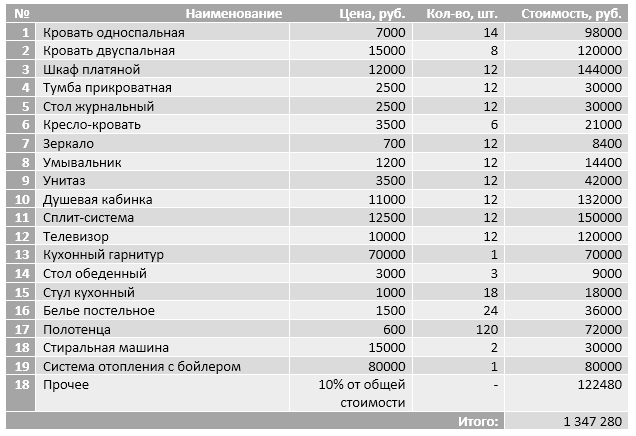 № Наименование Цена, руб. Кол-во, шт. Стоимость, руб.
1 Кровать односпальная 7000 14 98000
2 Кровать двуспальная 15000 8 120000
3 Шкаф платяной 12000 12 144000
4 Тумба прикроватная 2500 12 30000
5 Стол журнальный 2500 12 30000
6 Кресло-кровать 3500 6 21000
7 Зеркало 700 12 8400
8 Умывальник 1200 12 14400
9 Унитаз 3500 12 42000
10 Душевая кабинка 11000 12 132000
11 Сплит-система 12500 12 150000
12 Телевизор 10000 12 120000
13 Кухонный гарнитур 70000 1 70000
14 Стол обеденный 3000 3 9000
15 Стул кухонный 1000 18 18000
16 Белье постельное 1500 24 36000
17 Полотенца 600 120 72000
18 Стиральная машина 15000 2 30000
19 Система отопления с бойлером 80000 1 80000
18 Прочее 10% от общей - 122480
стоимости
Итого: 1 347 280